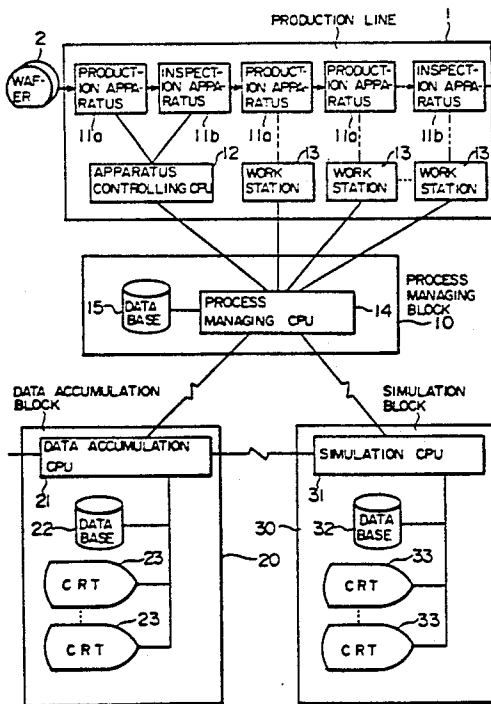 PRODUCTION LINE
1
2
WAF-
ER
PRODUCT-
ION APPA-
RATUS
INSPECT-
ION APPA-
RATUS
PRODUCT-
ION APPA-
RATUS
PRODUCT-
ION APPA-
RATUS
INSPECT-
ION APPA-
RATUS
11a
11b
11a
11a
11b
12
13
13
13
APPARATUS
CONTROLLING CPU
WORK
STATION
WORK
STATION
WORK
STATION
15
DATA
BASE
PROCESS
MANAGING CPU
14
PROCESS
MANAGING
BLOCK
10
DATA ACCUMULATION
BLOCK
SIMULATION
BLOCK
DATA ACCUMULATION
CPU
SIMULATION CPU
21
31
22
DATA
BASE
20
30
32
DATA
BASE
23
CRT
23
CRT
33
CRT
33
CRT